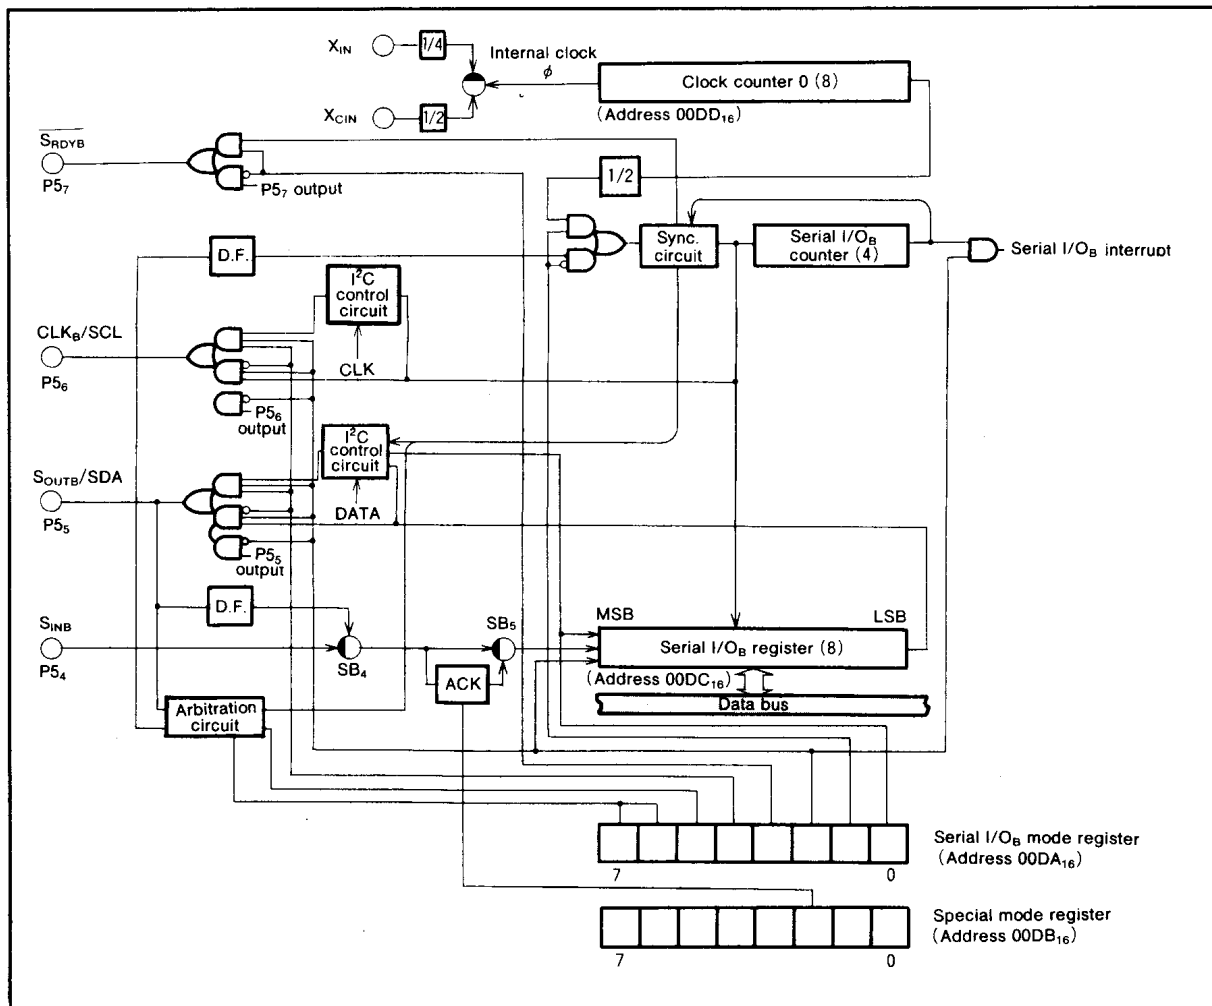 X_IN
1/4
Internal clock
φ
Clock counter 0 (8)
(Address 00DD₁₆)
X_CIN
1/2
S_RDYB
P5₇
P5₇ output
1/2
D.F.
Sync.
circuit
Serial I/O_B
counter (4)
Serial I/O_B interrupt
I²C
control
circuit
CLK_B/SCL
P5₆
CLK
P5₆
output
I²C
control
circuit
S_OUTB/SDA
P5₅
DATA
P5₅
output
D.F.
S_INB
P5₄
SB₄
SB₅
ACK
MSB
LSB
Serial I/O_B register (8)
(Address 00DC₁₆)
Data bus
Arbitration
circuit
Serial I/O_B mode register
(Address 00DA₁₆)
7
0
Special mode register
(Address 00DB₁₆)
7
0